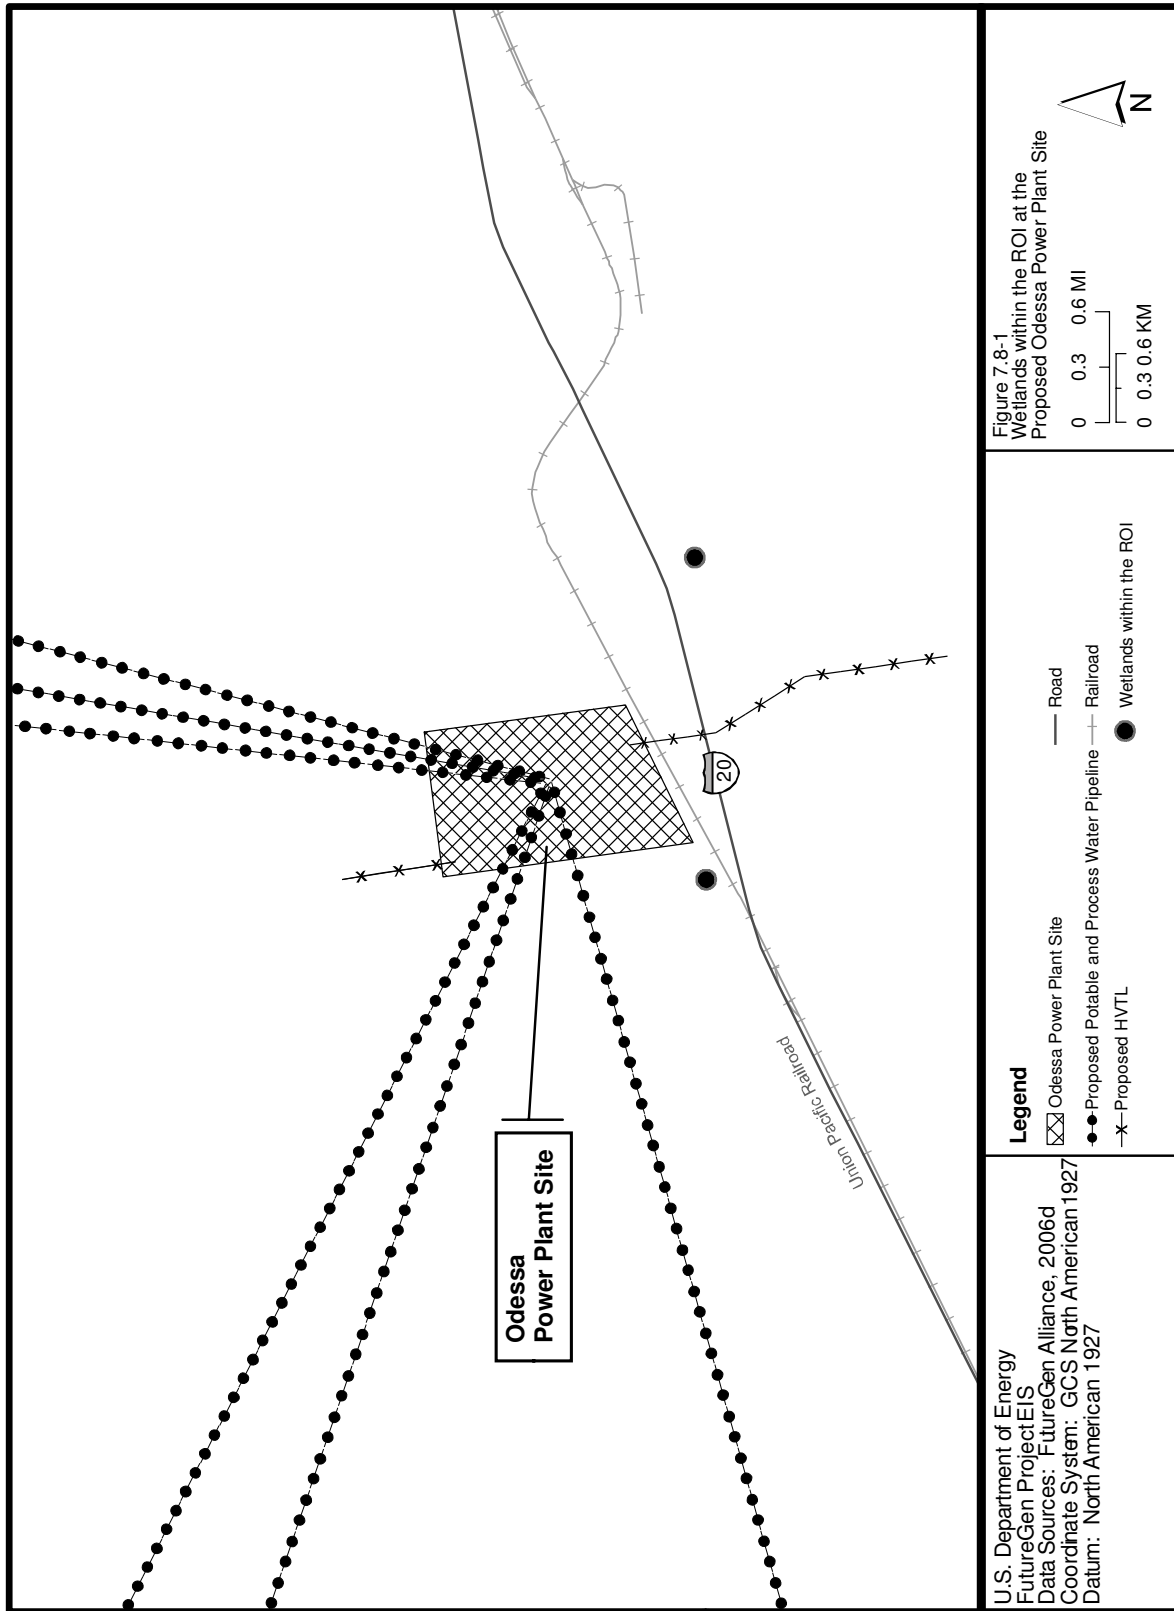 Odessa
Power Plant Site
Union Pacific Railroad
20
U.S. Department of Energy
FutureGen Project EIS
Data Sources: FutureGen Alliance, 2006d
Coordinate System: GCS North American 1927
Datum: North American 1927
Legend
Odessa Power Plant Site
Proposed Potable and Process Water Pipeline
Proposed HVTL
Road
Railroad
Wetlands within the ROI
Figure 7.8-1
Wetlands within the ROI at the
Proposed Odessa Power Plant Site
0 0.3 0.6 MI
0 0.3 0.6 KM
N